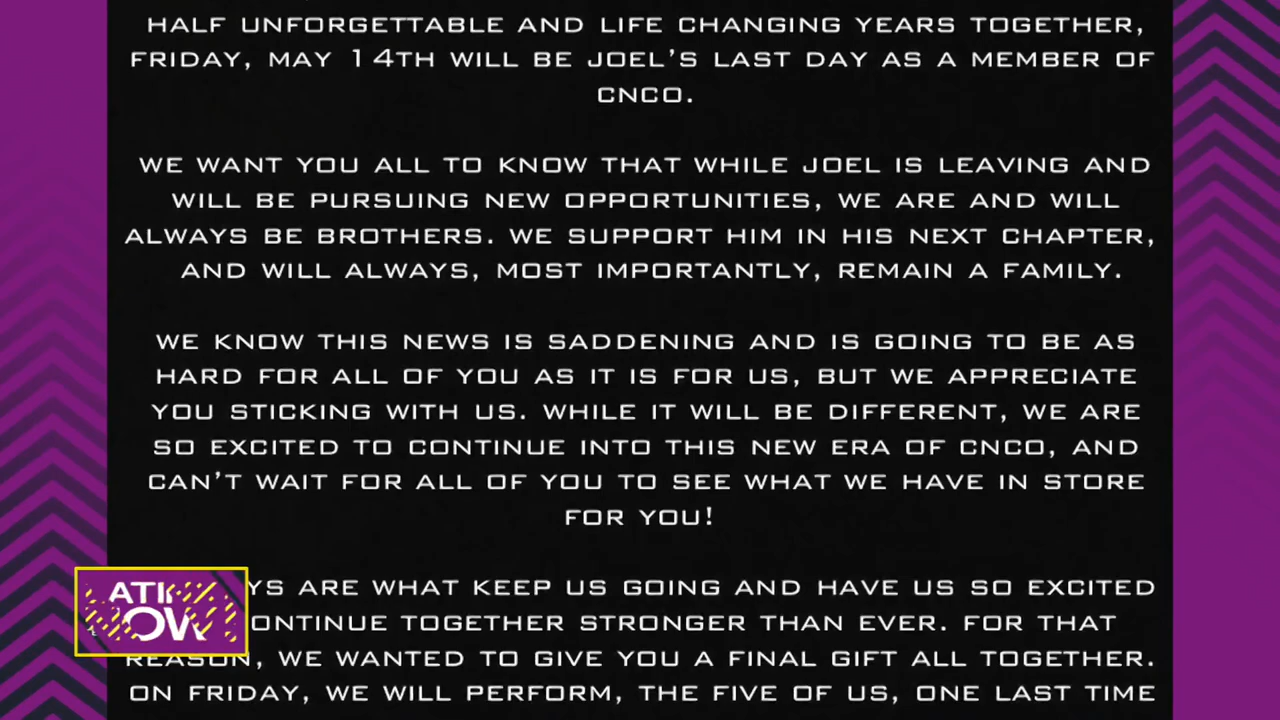 HALF UNFORGETTABLE AND LIFE CHANGING YEARS TOGETHER,
FRIDAY, MAY 14TH WILL BE JOEL'S LAST DAY AS A MEMBER OF
CNCO.
WE WANT YOU ALL TO KNOW THAT WHILE JOEL IS LEAVING AND
WILL BE PURSUING NEW OPPORTUNITIES, WE ARE AND WILL
ALWAYS BE BROTHERS. WE SUPPORT HIM IN HIS NEXT CHAPTER,
AND WILL ALWAYS, MOST IMPORTANTLY, REMAIN A FAMILY.
WE KNOW THIS NEWS IS SADDENING AND IS GOING TO BE AS
HARD FOR ALL OF YOU AS IT IS FOR US, BUT WE APPRECIATE
YOU STICKING WITH US. WHILE IT WILL BE DIFFERENT, WE ARE
SO EXCITED TO CONTINUE INTO THIS NEW ERA OF CNCO, AND
CAN'T WAIT FOR ALL OF YOU TO SEE WHAT WE HAVE IN STORE
FOR YOU!
YS ARE WHAT KEEP US GOING AND HAVE US SO EXCITED
ONTINUE TOGETHER STRONGER THAN EVER. FOR THAT
REASON, WE WANTED TO GIVE YOU A FINAL GIFT ALL TOGETHER.
ON FRIDAY, WE WILL PERFORM, THE FIVE OF US, ONE LAST TIME